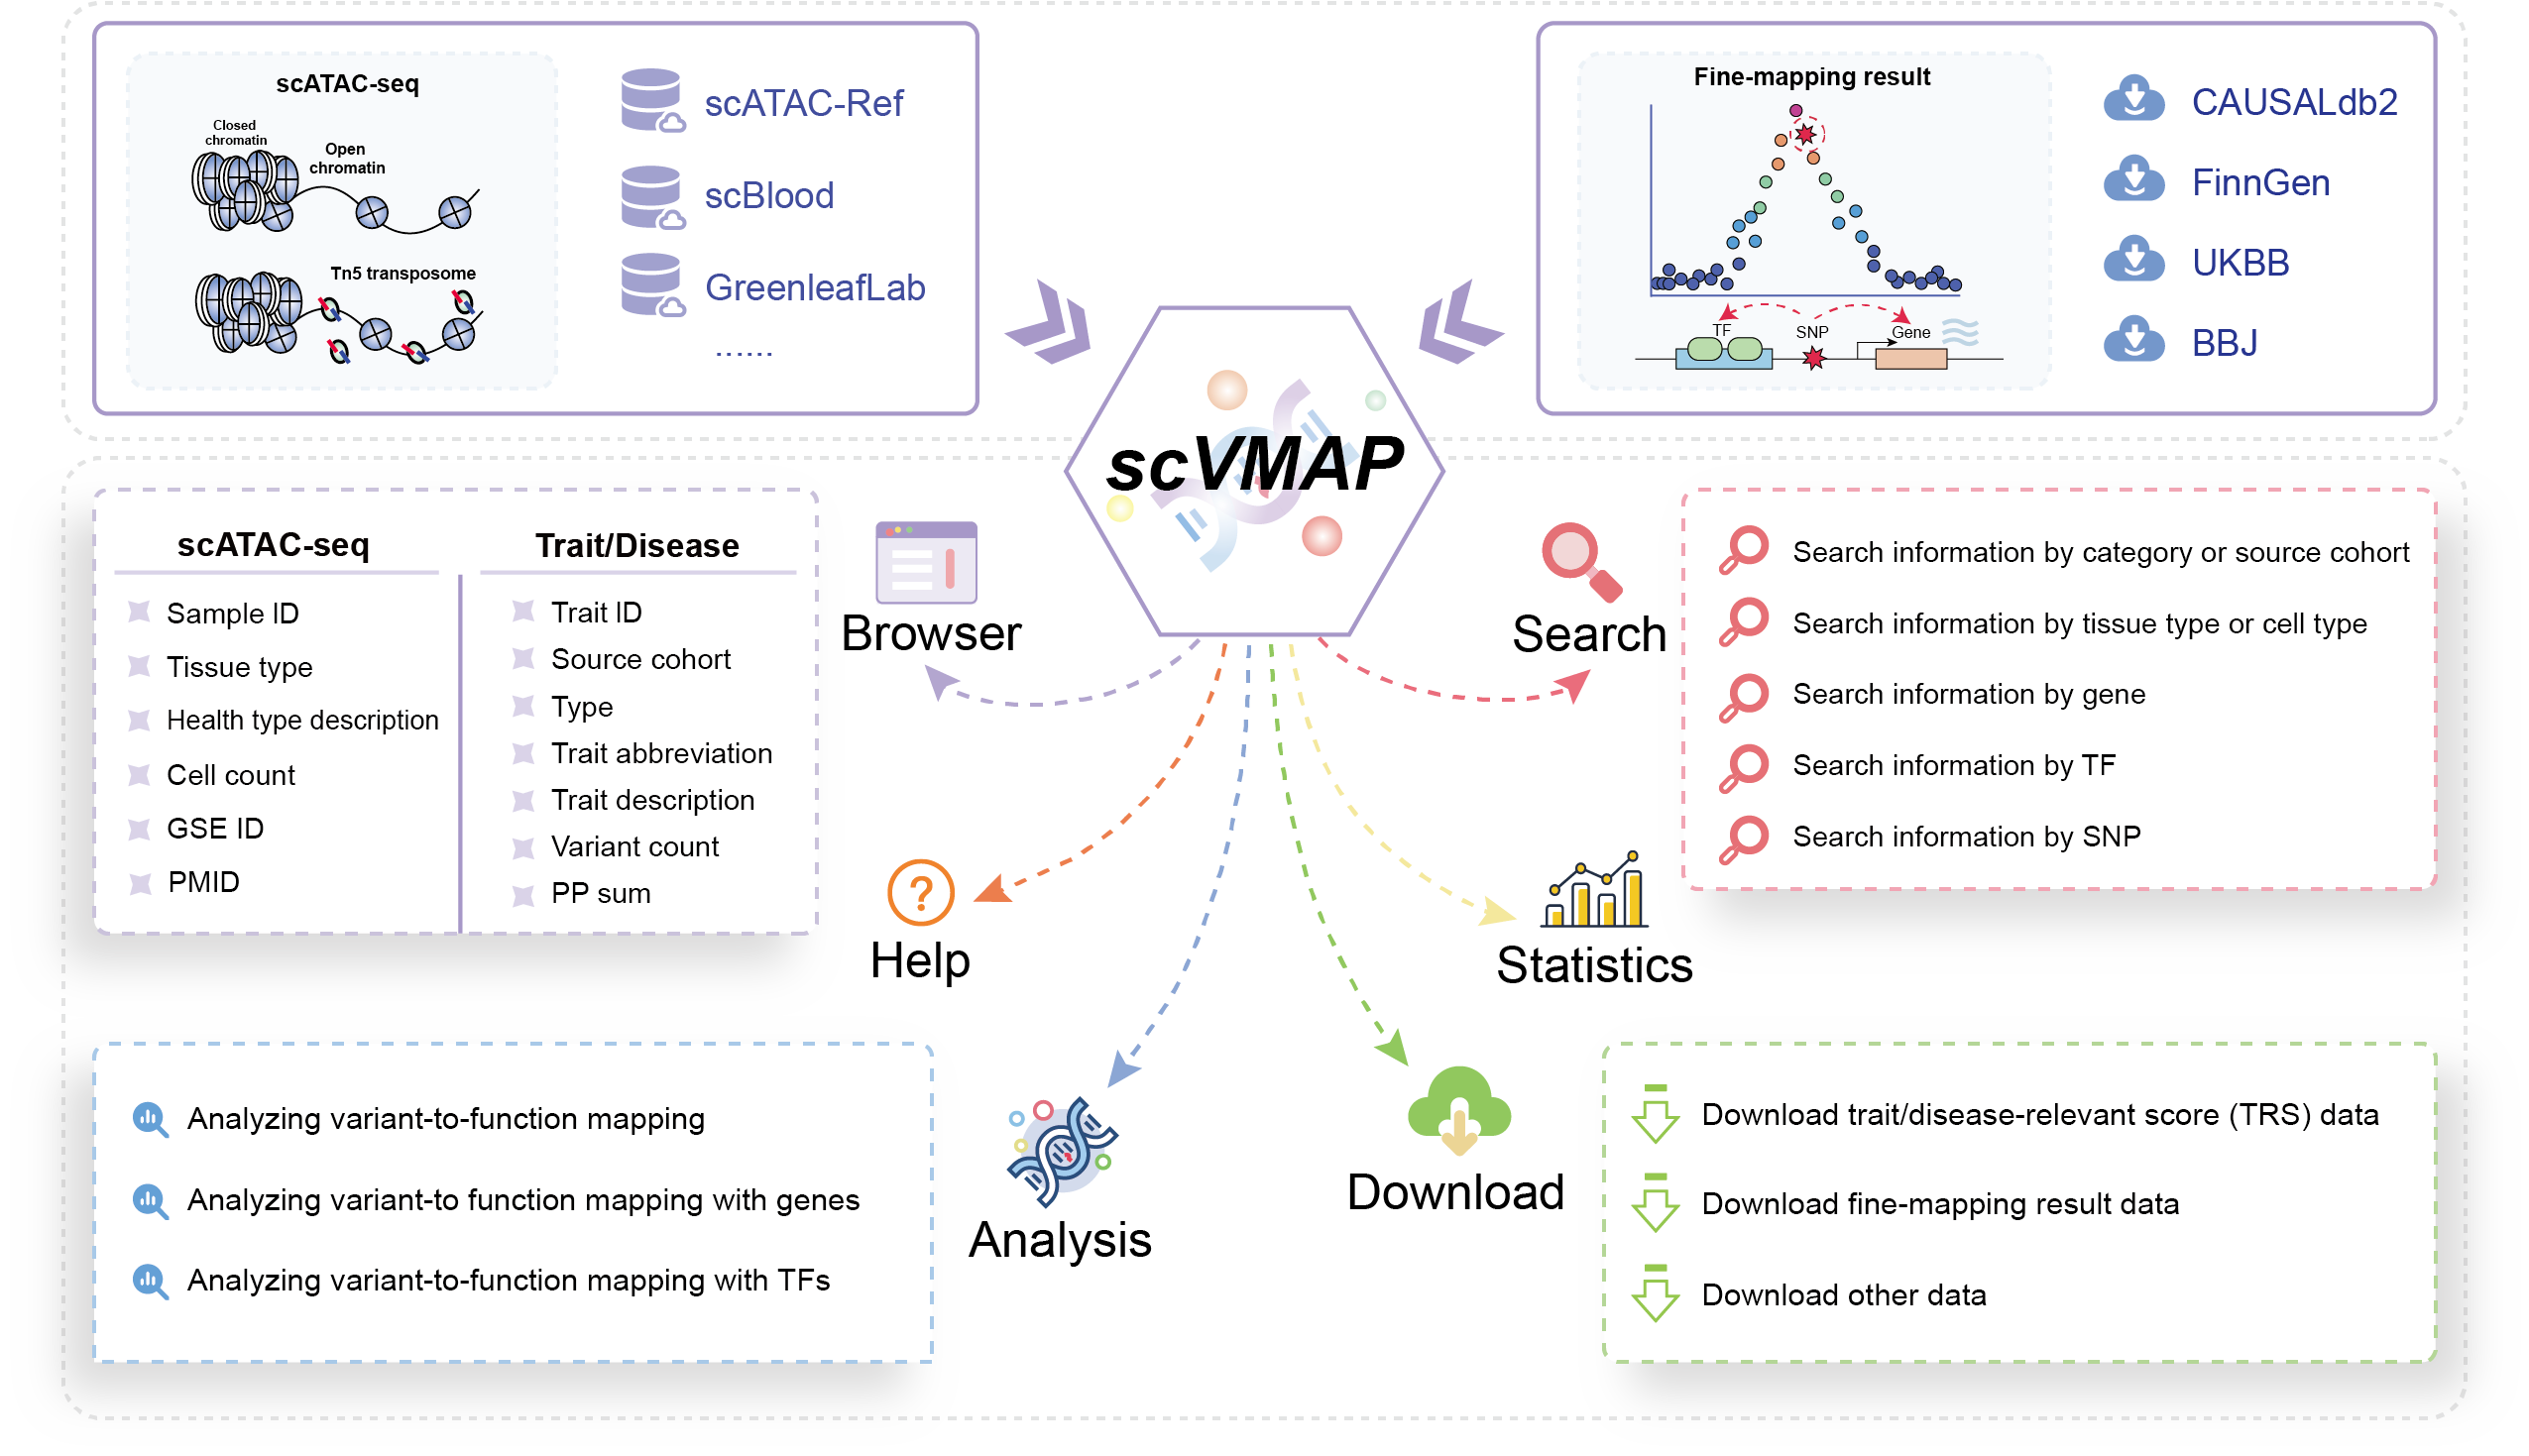 scATAC-seq
Closed
chromatin
Open
chromatin
Tn5 transposome
scATAC-Ref
scBlood
GreenleafLab
......
Fine-mapping result
TF
SNP
Gene
CAUSALdb2
FinnGen
UKBB
BBJ
scVMAP
scATAC-seq
Sample ID
Tissue type
Health type description
Cell count
GSE ID
PMID
Trait/Disease
Trait ID
Source cohort
Type
Trait abbreviation
Trait description
Variant count
PP sum
Browser
Search
Search information by category or source cohort
Search information by tissue type or cell type
Search information by gene
Search information by TF
Search information by SNP
?
Help
Statistics
Analyzing variant-to-function mapping
Analyzing variant-to function mapping with genes
Analyzing variant-to-function mapping with TFs
Analysis
Download
Download trait/disease-relevant score (TRS) data
Download fine-mapping result data
Download other data